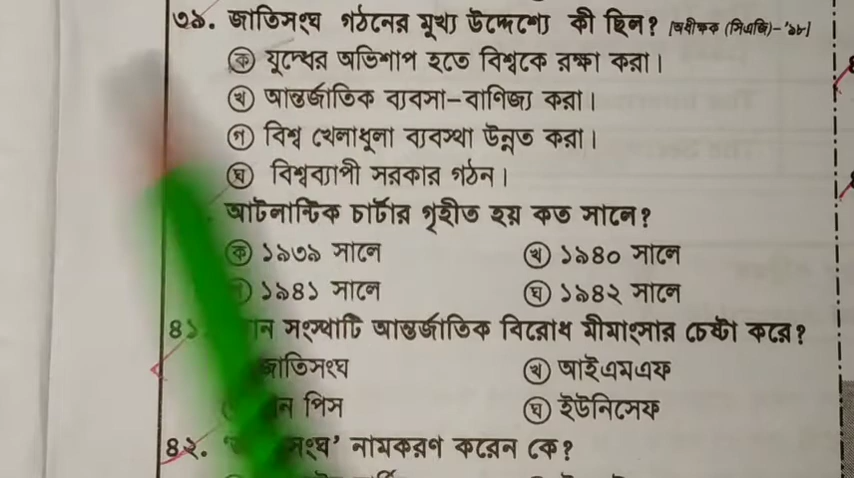 ৩৯. জাতিসংঘ গঠনের মুখ্য উদ্দেশ্যে কী ছিল? [অধীক্ষক (সিএজি)-'৯৮]
ক যুদ্ধের অভিশাপ হতে বিশ্বকে রক্ষা করা।
খ আন্তর্জাতিক ব্যবসা-বাণিজ্য করা।
গ বিশ্ব খেলাধুলা ব্যবস্থা উন্নত করা।
ঘ বিশ্বব্যাপী সরকার গঠন।
আটলান্টিক চার্টার গৃহীত হয় কত সালে?
ক ১৯৩৯ সালে খ ১৯৪০ সালে
১৯৪১ সালে ঘ ১৯৪২ সালে
৪১. সংস্থাটি আন্তর্জাতিক বিরোধ মীমাংসার চেষ্টা করে?
জাতিসংঘ খ আইএমএফ
পিস ঘ ইউনিসেফ
৪২. নামকরণ করেন কে?